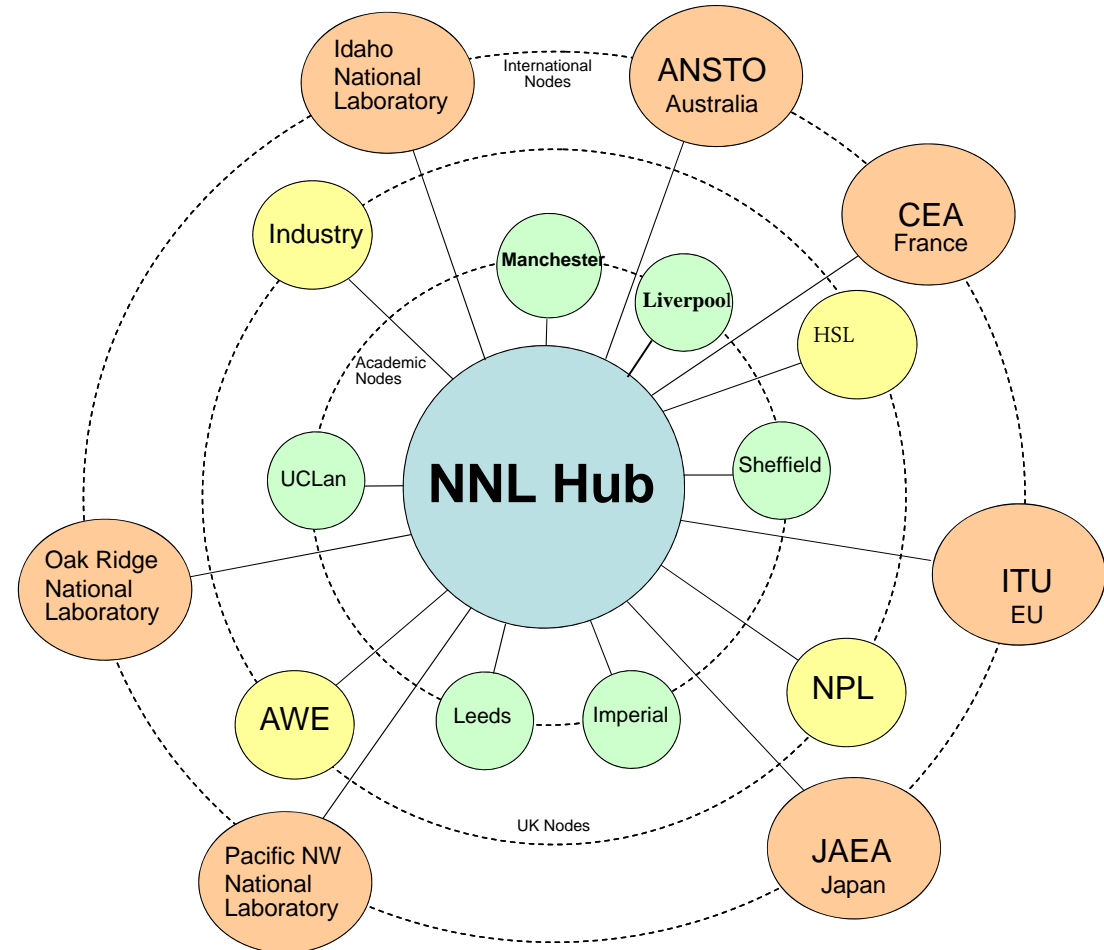 Idaho
National
Laboratory
International
Nodes
ANSTO
Australia
CEA
France
Industry
Manchester
Liverpool
HSL
Academic
Nodes
UCLan
NNL Hub
Sheffield
Oak Ridge
National
Laboratory
ITU
EU
AWE
Leeds
Imperial
NPL
UK Nodes
Pacific NW
National
Laboratory
JAEA
Japan